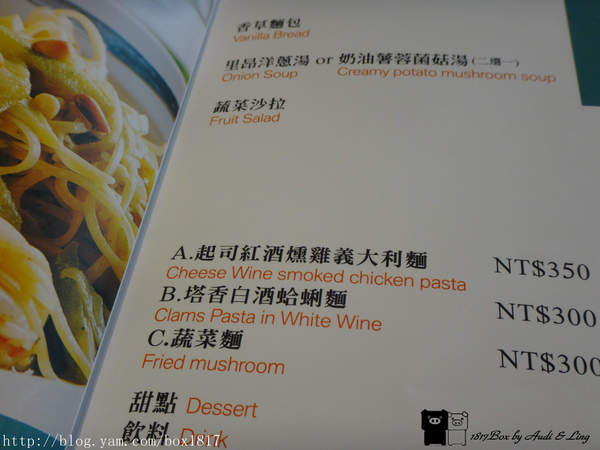 香草麵包
Vanilla Bread
里昂洋蔥湯 or 奶油薯蓉菌菇湯(二選一)
Onion Soup Creamy potato mushroom soup
蔬菜沙拉
Fruit Salad
A.起司紅酒燻雞義大利麵 NT$350
Cheese Wine smoked chicken pasta
B.塔香白酒蛤蜊麵 NT$300
Clams Pasta in White Wine
C.蔬菜麵 NT$300
Fried mushroom
甜點 Dessert
飲料 Drink
http://blog.yam.com/box1817
1817Box by Audi & Ling